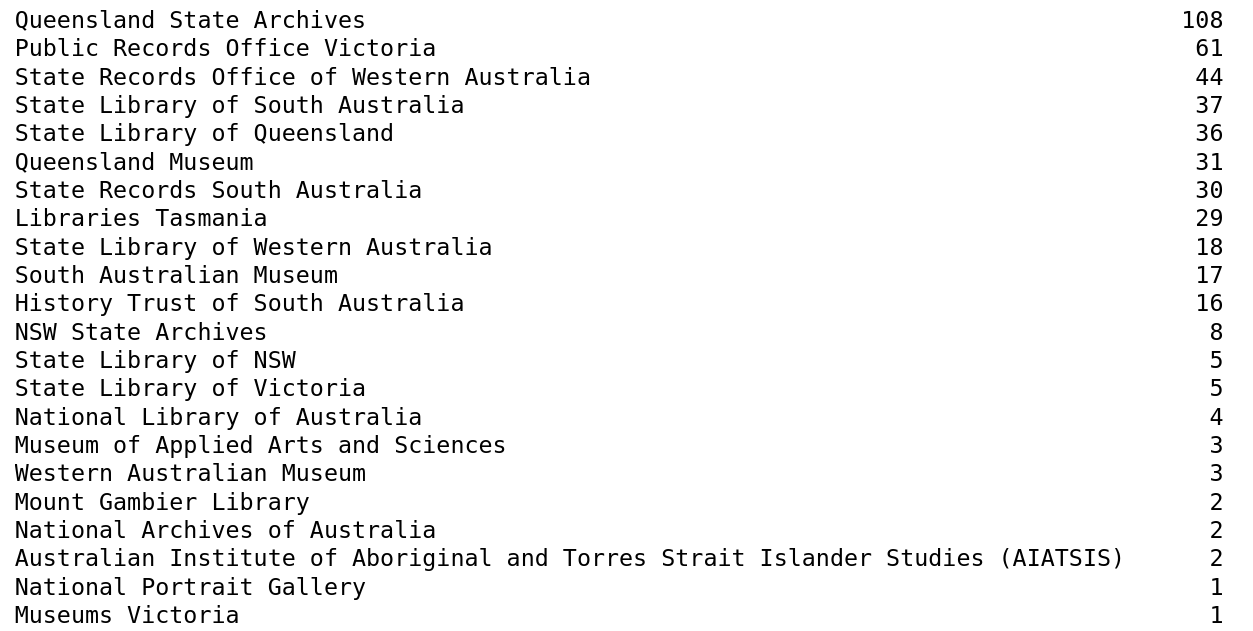 Queensland State Archives 108
Public Records Office Victoria 61
State Records Office of Western Australia 44
State Library of South Australia 37
State Library of Queensland 36
Queensland Museum 31
State Records South Australia 30
Libraries Tasmania 29
State Library of Western Australia 18
South Australian Museum 17
History Trust of South Australia 16
NSW State Archives 8
State Library of NSW 5
State Library of Victoria 5
National Library of Australia 4
Museum of Applied Arts and Sciences 3
Western Australian Museum 3
Mount Gambier Library 2
National Archives of Australia 2
Australian Institute of Aboriginal and Torres Strait Islander Studies (AIATSIS) 2
National Portrait Gallery 1
Museums Victoria 1